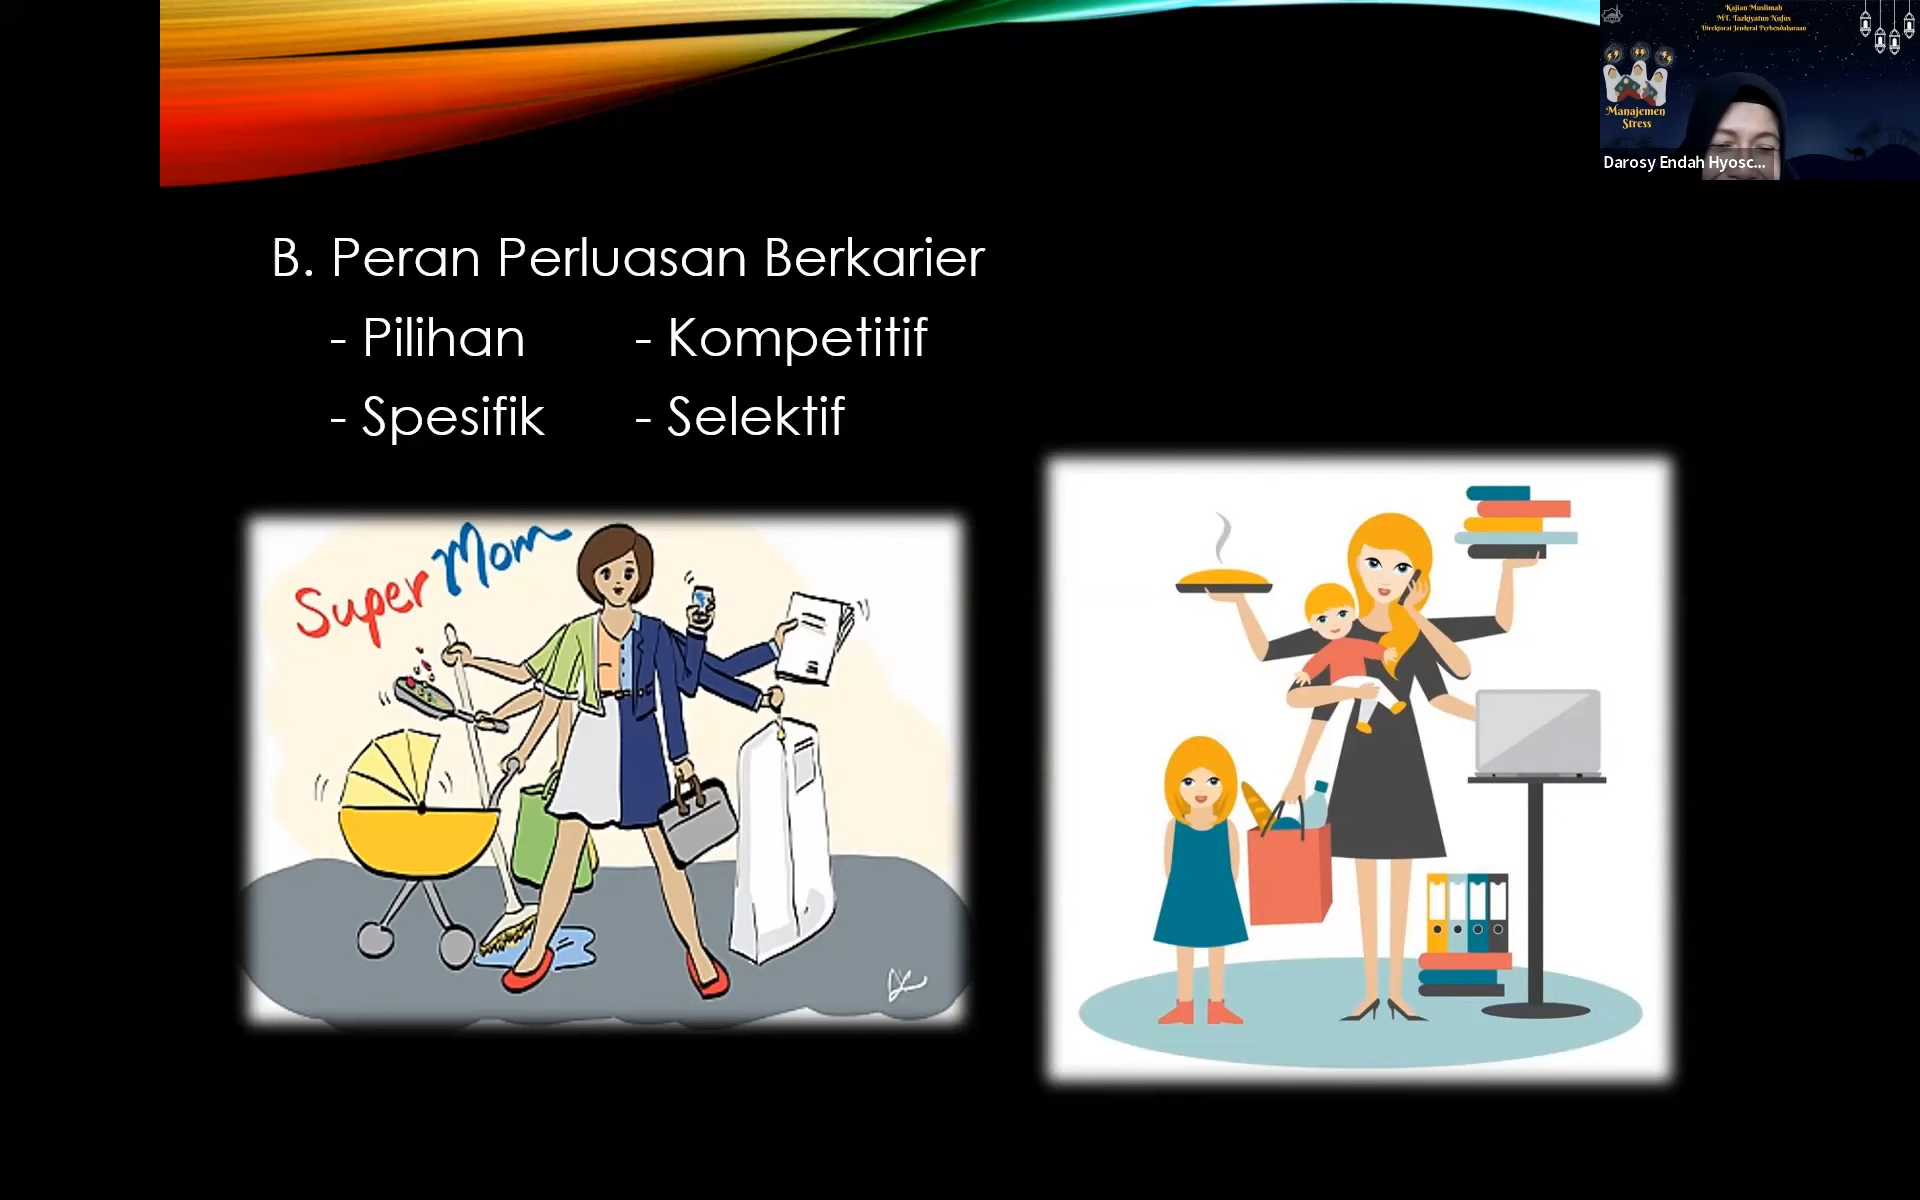 Kajian Muslimah
MT. Tazkiyatun Nufus
Direktorat Jenderal Perbendaharaan
Manajemen
Stress
Darosy Endah Hyosc...
B. Peran Perluasan Berkarier
- Pilihan - Kompetitif
- Spesifik - Selektif
Super Mom